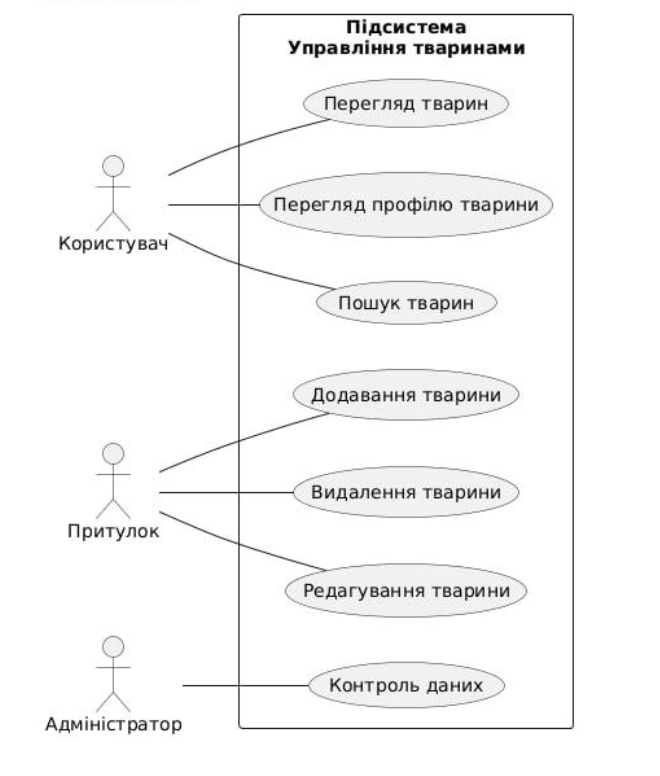 Підсистема
Управління тваринами
Перегляд тварин
Перегляд профілю тварини
Користувач
Пошук тварин
Додавання тварини
Видалення тварини
Притулок
Редагування тварини
Контроль даних
Адміністратор